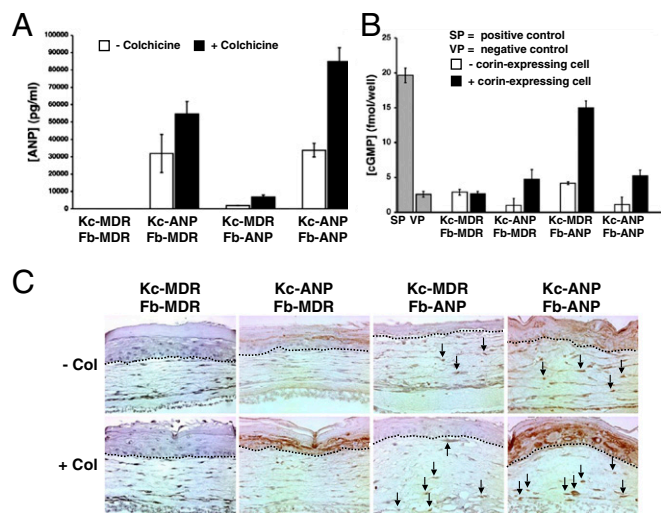 A
- Colchicine + Colchicine
[ANP] (pg/ml)
100000
90000
80000
70000
60000
50000
40000
30000
20000
10000
0
Kc-MDR Kc-ANP Kc-MDR Kc-ANP
Fb-MDR Fb-MDR Fb-ANP Fb-ANP
B
SP = positive control
VP = negative control
- corin-expressing cell
+ corin-expressing cell
[cGMP] (fmol/well)
25
20
15
10
5
0
SP VP Kc-MDR Kc-ANP Kc-MDR Kc-ANP
Fb-MDR Fb-MDR Fb-ANP Fb-ANP
C
Kc-MDR Kc-ANP Kc-MDR Kc-ANP
Fb-MDR Fb-MDR Fb-ANP Fb-ANP
- Col
+ Col